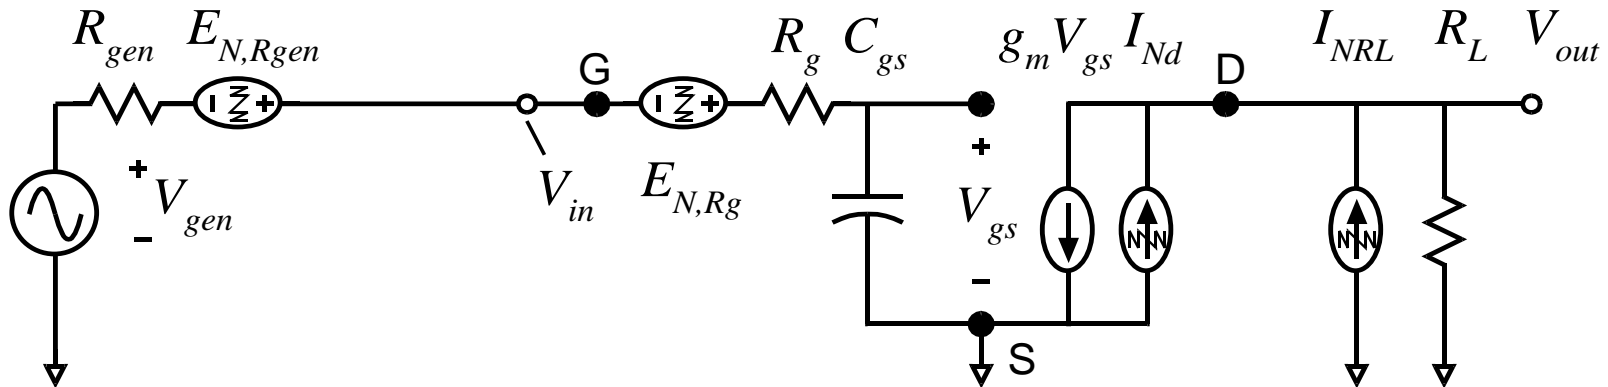 R_gen E_N,Rgen R_g C_gs g_m V_gs I_Nd I_NRL R_L V_out
G D
- + - +
+ V_gen - V_in E_N,Rg + V_gs -
S